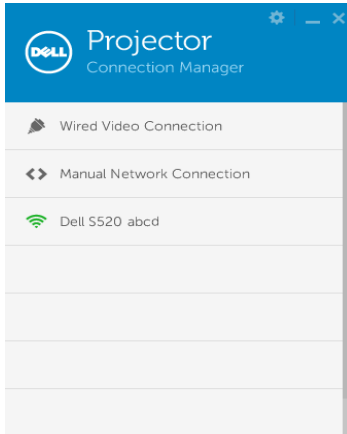 DELL
Projector
Connection Manager
Wired Video Connection
Manual Network Connection
Dell S520 abcd